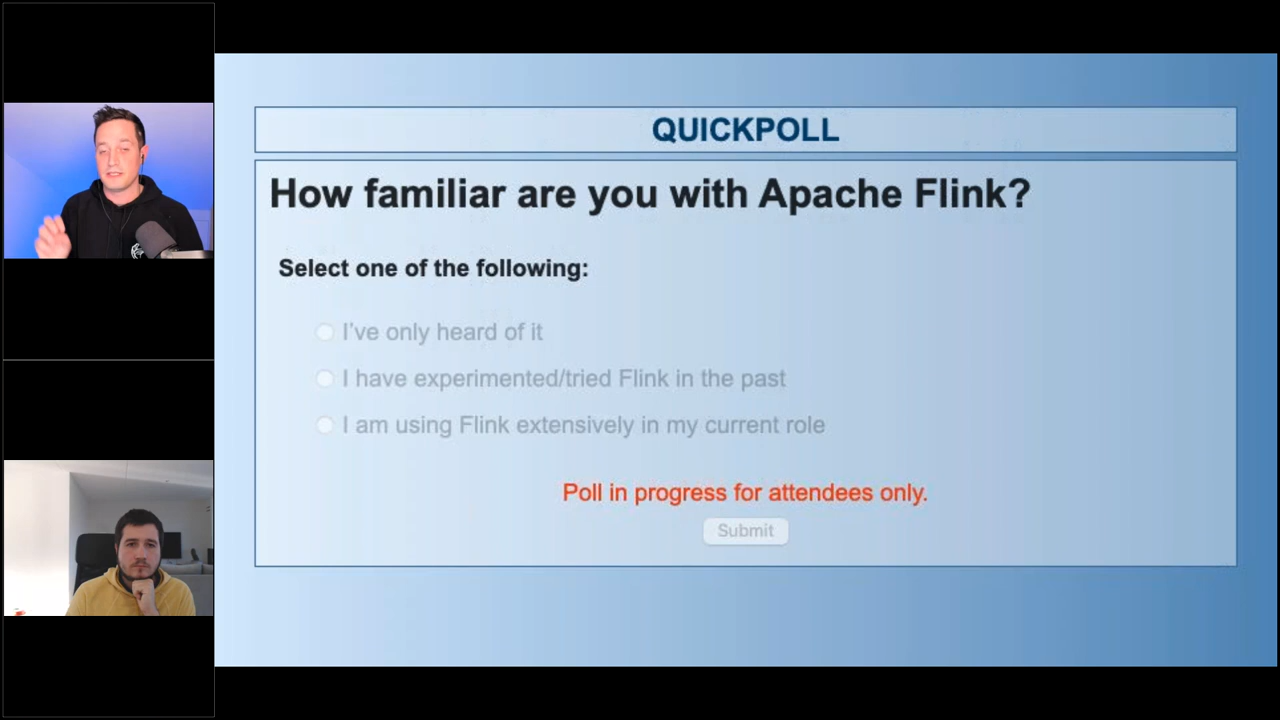 QUICKPOLL
How familiar are you with Apache Flink?
Select one of the following:
I've only heard of it
I have experimented/tried Flink in the past
I am using Flink extensively in my current role
Poll in progress for attendees only.
Submit